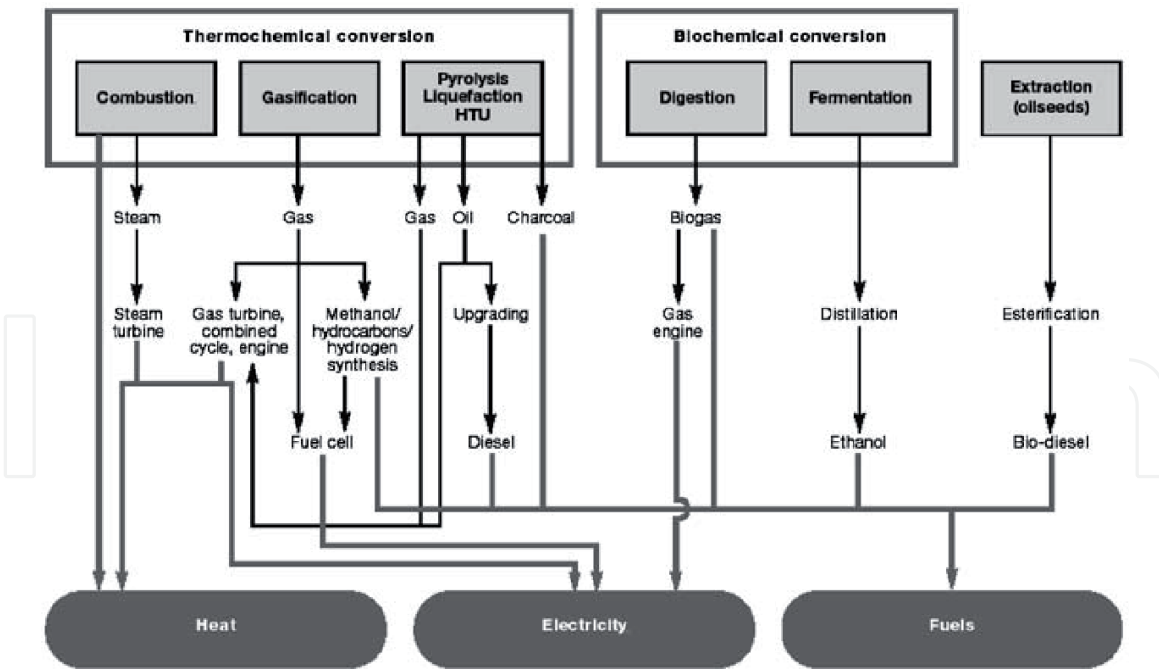 Thermochemical conversion
Biochemical conversion
Combustion
Gasification
Pyrolysis
Liquefaction
HTU
Digestion
Fermentation
Extraction
(oilseeds)
Steam
Gas
Gas
Oil
Charcoal
Biogas
Steam
turbine
Gas turbine,
combined
cycle, engine
Methanol/
hydrocarbons/
hydrogen
synthesis
Upgrading
Gas
engine
Distillation
Esterification
Fuel cell
Diesel
Ethanol
Bio-diesel
Heat
Electricity
Fuels